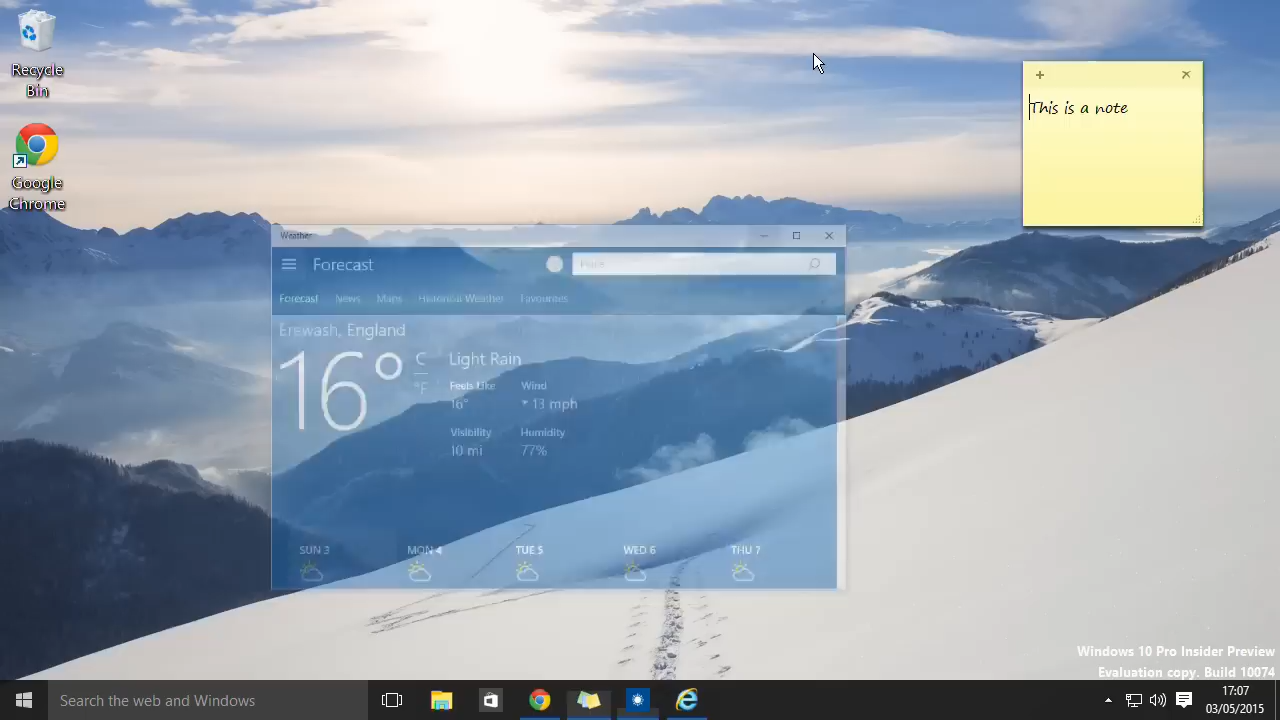 Recycle
Bin
Google
Chrome
This is a note
Weather
Forecast
Forecast News Maps Historical Weather Favourites
Erewash, England
16° C
°F
Light Rain
Feels Like Wind
16° 13 mph
Visibility Humidity
10 mi 77%
SUN 3 MON 4 TUE 5 WED 6 THU 7
Windows 10 Pro Insider Preview
Evaluation copy. Build 10074
Search the web and Windows
17:07
03/05/2015